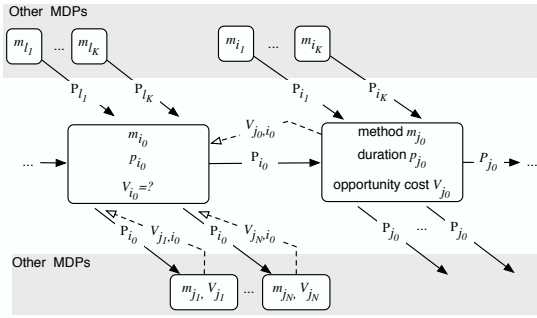 Other MDPs
m_{l_1} ... m_{l_K}
m_{i_1} ... m_{i_K}
P_{l_1} P_{l_K}
P_{i_1} P_{i_K}
V_{j_0,i_0}
... m_{i_0} p_{i_0} V_{i_0}=?
P_{i_0}
method m_{j_0}
duration p_{j_0}
opportunity cost V_{j_0}
P_{j_0} ...
P_{i_0} V_{j_1,i_0} P_{i_0} V_{j_N,i_0}
P_{j_0} ... P_{j_0}
Other MDPs
m_{j_1}, V_{j_1} ... m_{j_N}, V_{j_N}